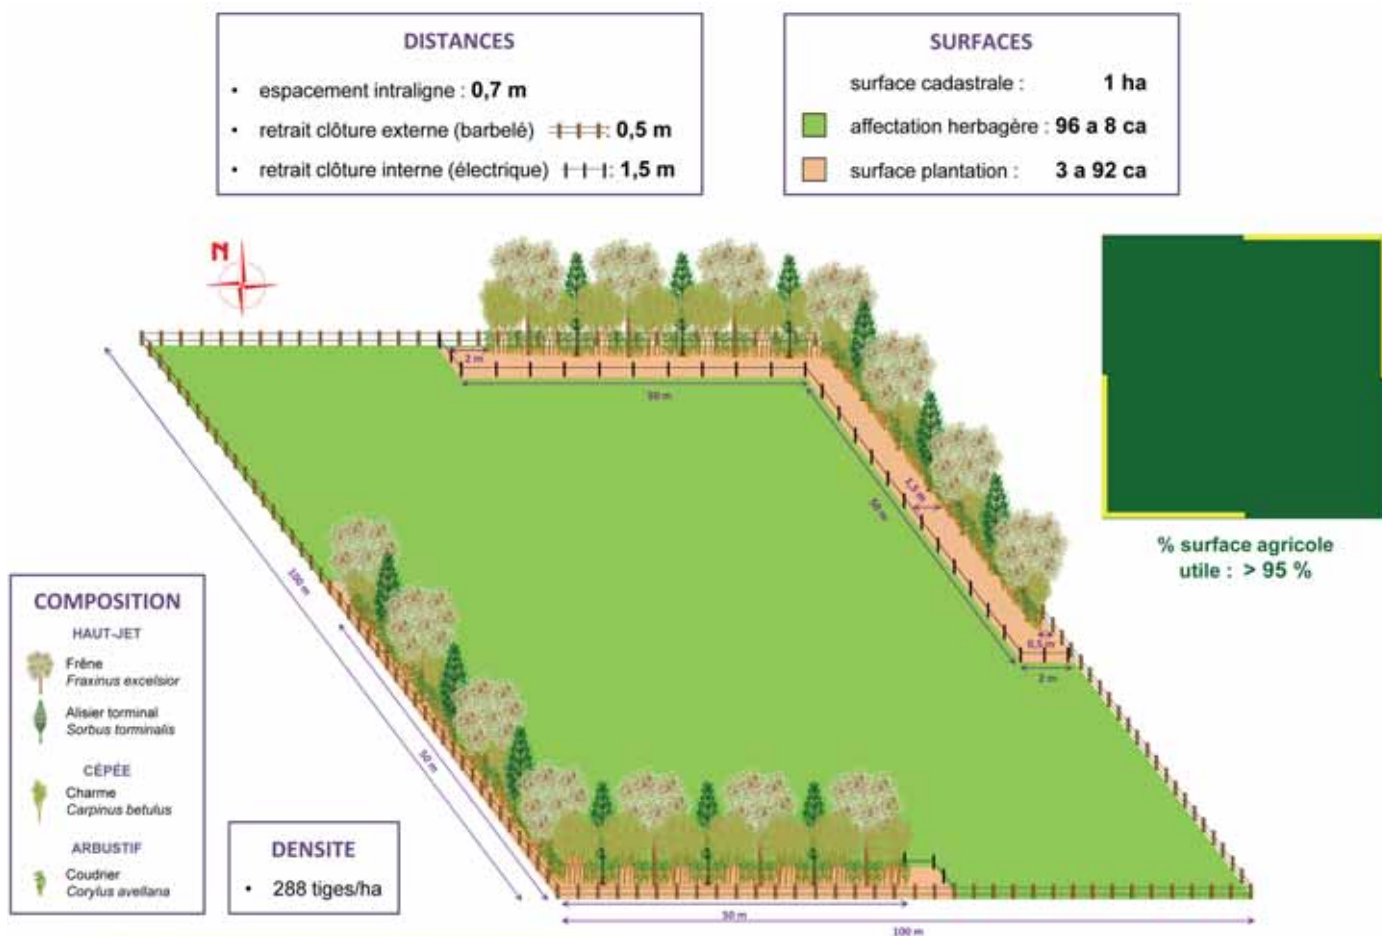 DISTANCES
• espacement intraligne : 0,7 m
• retrait clôture externe (barbelé) : 0,5 m
• retrait clôture interne (électrique) : 1,5 m
SURFACES
surface cadastrale : 1 ha
affectation herbagère : 96 a 8 ca
surface plantation : 3 a 92 ca
N
2 m
50 m
50 m
1,5 m
0,5 m
2 m
% surface agricole
utile : > 95 %
100 m
50 m
COMPOSITION
HAUT-JET
Frêne
Fraxinus excelsior
Alisier torminal
Sorbus torminalis
CÉPÉE
Charme
Carpinus betulus
ARBUSTIF
Coudrier
Corylus avellana
DENSITE
• 288 tiges/ha
50 m
100 m